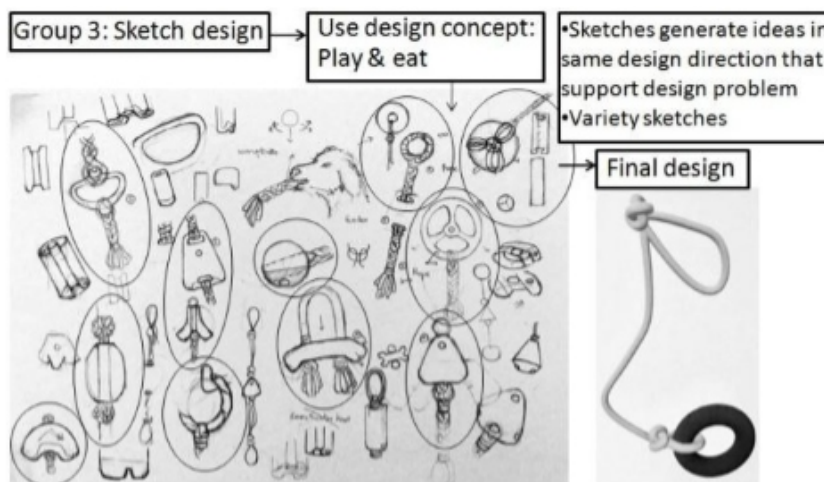 Group 3: Sketch design
Use design concept:
Play & eat
•Sketches generate ideas in
same design direction that
support design problem
•Variety sketches
Final design